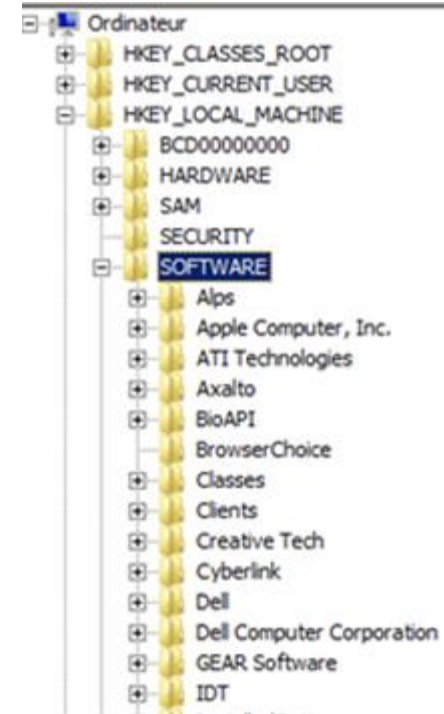 Ordinateur
HKEY_CLASSES_ROOT
HKEY_CURRENT_USER
HKEY_LOCAL_MACHINE
BCD00000000
HARDWARE
SAM
SECURITY
SOFTWARE
Alps
Apple Computer, Inc.
ATI Technologies
Axalto
BioAPI
BrowserChoice
Classes
Clients
Creative Tech
Cyberlink
Dell
Dell Computer Corporation
GEAR Software
IDT